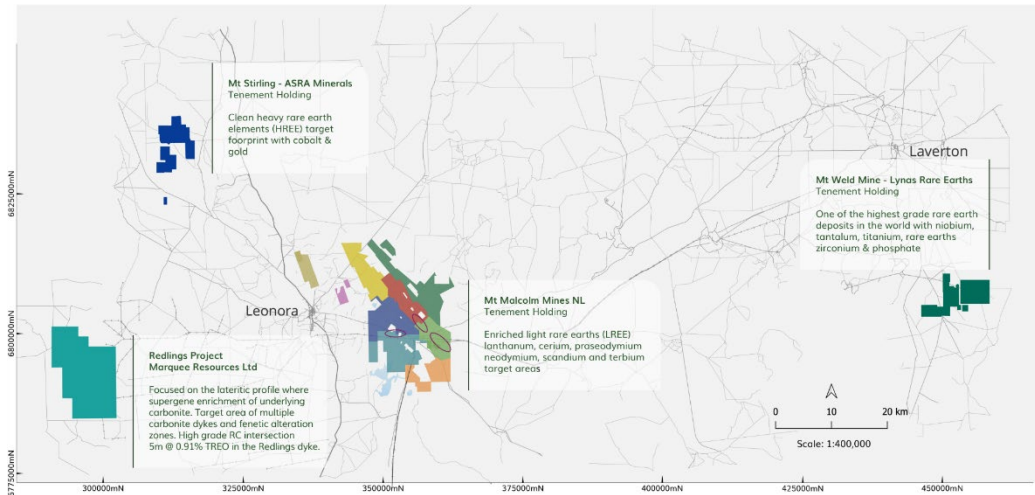 Mt Stirling - ASRA Minerals
Tenement Holding
Clean heavy rare earth
elements (HREE) target
foorprint with cobalt &
gold
Laverton
Mt Weld Mine - Lynas Rare Earths
Tenement Holding
One of the highest grade rare earth
deposits in the world with niobium,
tantalum, titanium, rare earths
zirconium & phosphate
6825000mN
Leonora
Mt Malcolm Mines NL
Tenement Holding
Enriched light rare earths (LREE)
lanthonum, cerium, praseodymium
neodymium, scandium and terbium
target areas
6800000mN
Redlings Project
Marquee Resources Ltd
Focused on the lateritic profile where
supergene enrichment of underlying
carbonite. Target area of multiple
carbonite dykes and fenetic alteration
zones. High grade RC intersection
5m @ 0.91% TREO in the Redlings dyke.
0 10 20 km
Scale: 1:400,000
6775000mN
300000mN 325000mN 350000mN 375000mN 400000mN 425000mN 450000mN